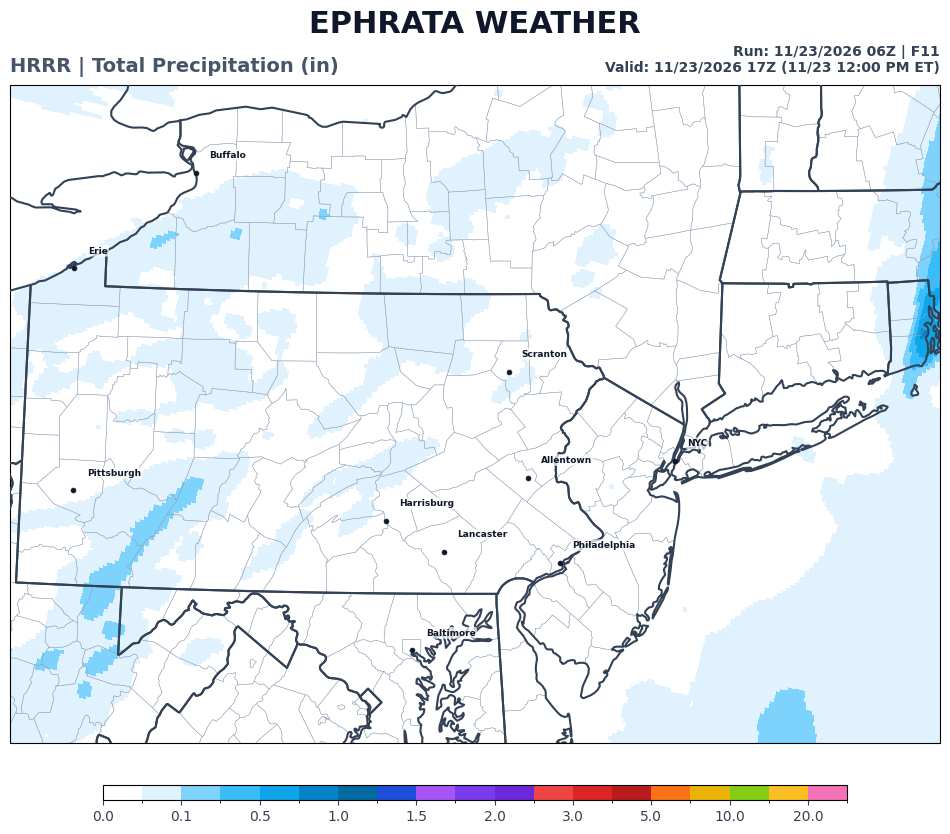 EPHRATA WEATHER
Run: 11/23/2026 06Z | F11
HRRR | Total Precipitation (in)
Valid: 11/23/2026 17Z (11/23 12:00 PM ET)
Buffalo
Erie
Scranton
NYC
Allentown
Pittsburgh
Harrisburg
Lancaster
Philadelphia
Baltimore
0.0 0.1 0.5 1.0 1.5 2.0 3.0 5.0 10.0 20.0